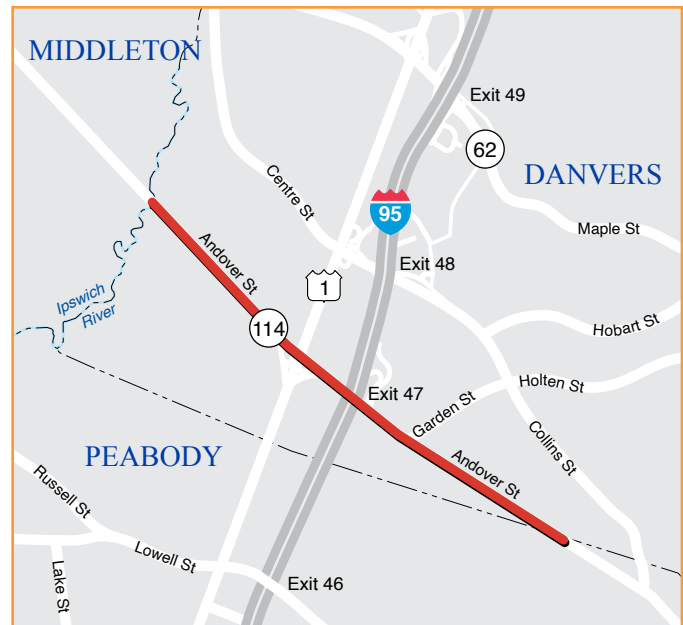 MIDDLETON
Exit 49
62
DANVERS
Centre St
95
Maple St
Andover St
Exit 48
1
Ipswich
River
114
Hobart St
Exit 47
Holten St
Garden St
Collins St
PEABODY
Andover St
Russell St
Lowell St
Lake St
Exit 46